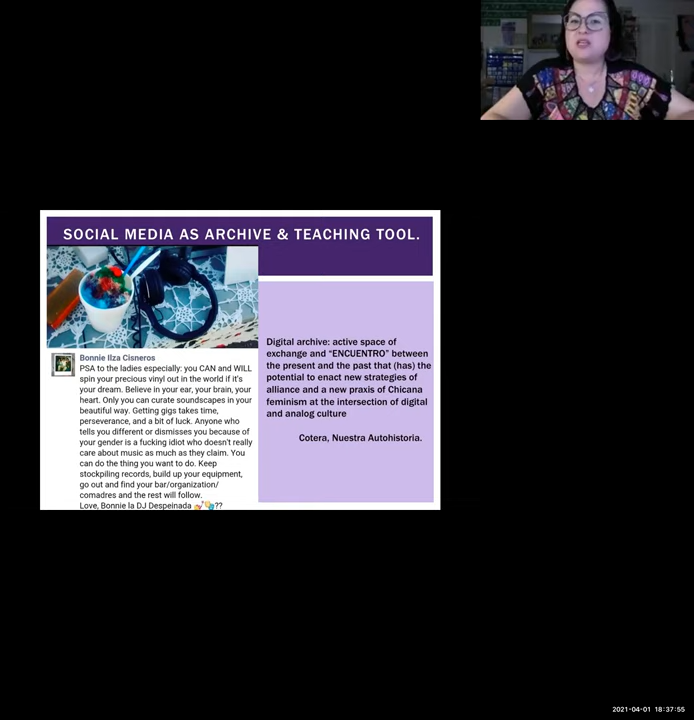 SOCIAL MEDIA AS ARCHIVE & TEACHING TOOL.
Bonnie Ilza Cisneros
PSA to the ladies especially: you CAN and WILL
spin your precious vinyl out in the world if it's
your dream. Believe in your ear, your brain, your
heart. Only you can curate soundscapes in your
beautiful way. Getting gigs takes time,
perseverance, and a bit of luck. Anyone who
tells you different or dismisses you because of
your gender is a fucking idiot who doesn't really
care about music as much as they claim. You
can do the thing you want to do. Keep
stockpiling records, build up your equipment,
go out and find your bar/organization/
comadres and the rest will follow.
Love, Bonnie la DJ Despeinada 💅🎭??
Digital archive: active space of
exchange and “ENCUENTRO” between
the present and the past that (has) the
potential to enact new strategies of
alliance and a new praxis of Chicana
feminism at the intersection of digital
and analog culture
Cotera, Nuestra Autohistoria.
2021-04-01 18:37:55